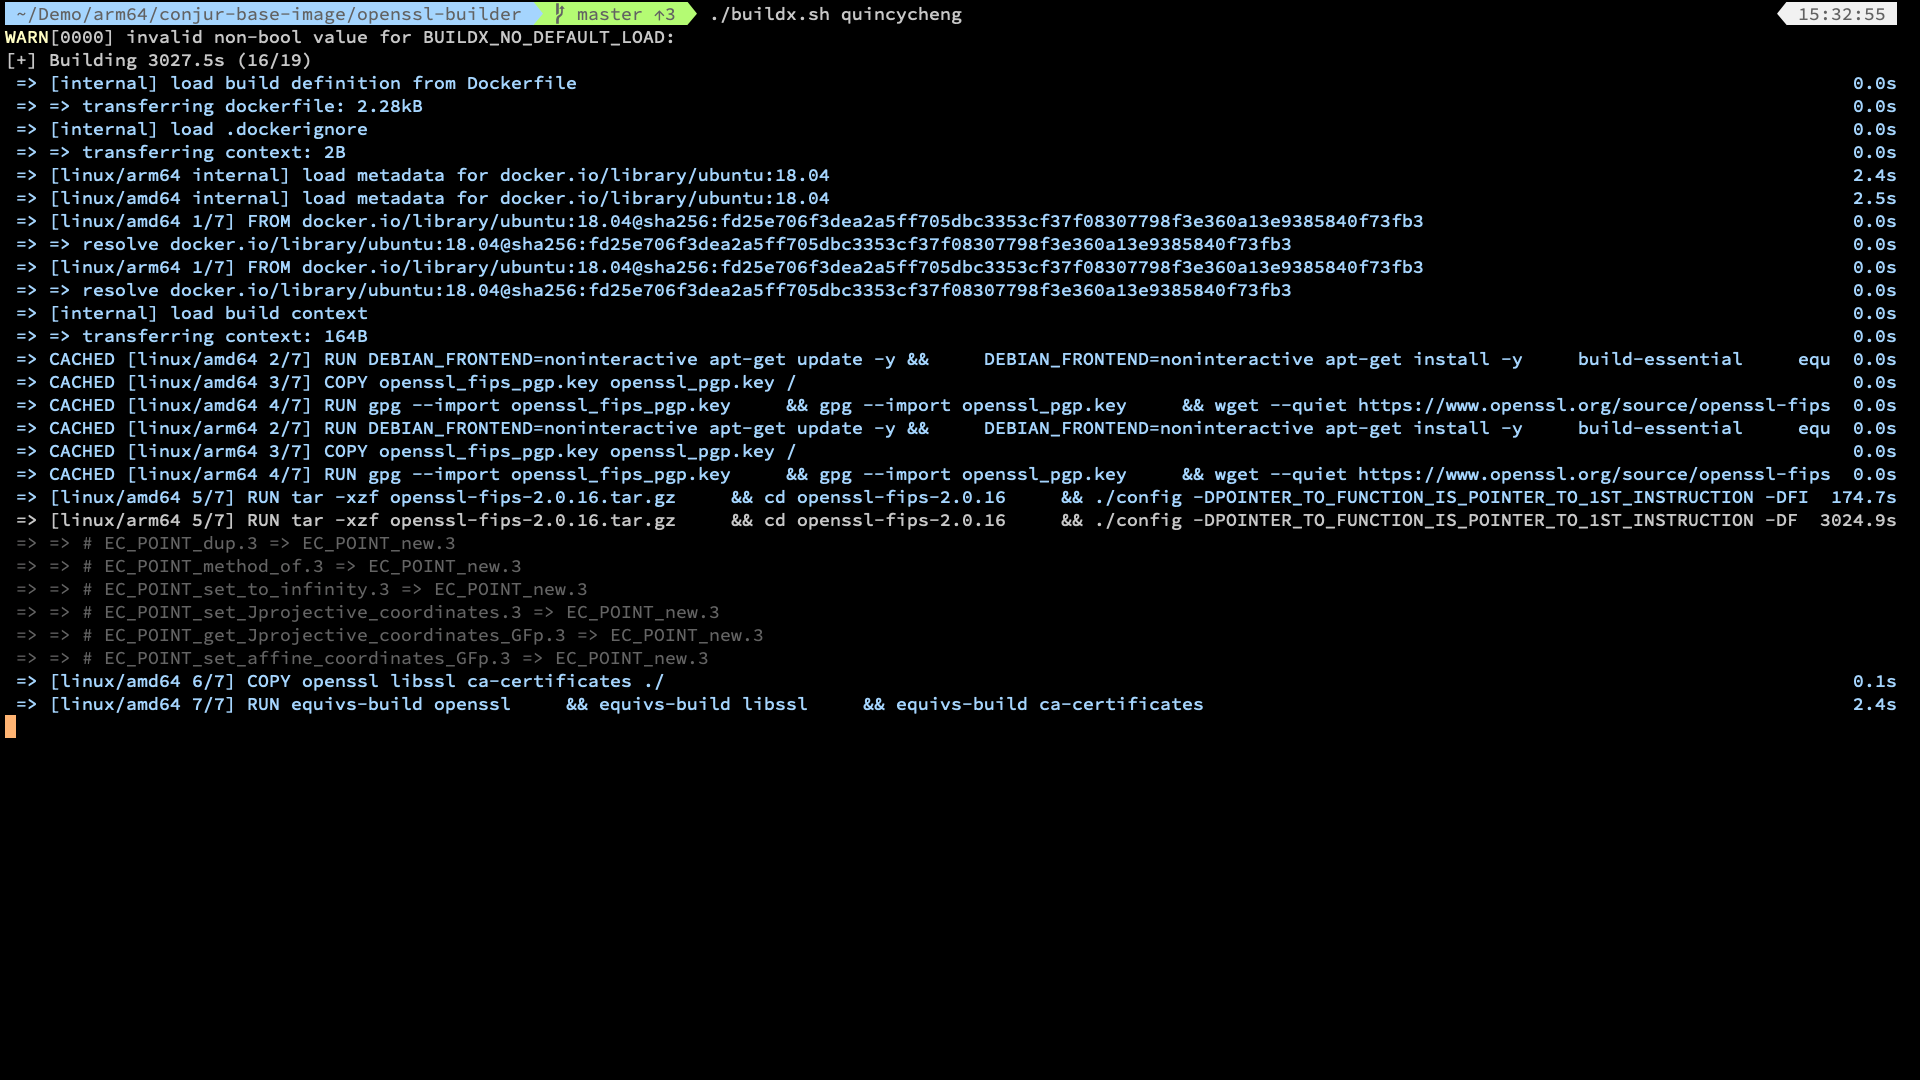 ~/Demo/arm64/conjur-base-image/openssl-builder master ↑3 ./buildx.sh quincycheng 15:32:55
WARN[0000] invalid non-bool value for BUILDX_NO_DEFAULT_LOAD:
[+] Building 3027.5s (16/19)
=> [internal] load build definition from Dockerfile 0.0s
=> => transferring dockerfile: 2.28kB 0.0s
=> [internal] load .dockerignore 0.0s
=> => transferring context: 2B 0.0s
=> [linux/arm64 internal] load metadata for docker.io/library/ubuntu:18.04 2.4s
=> [linux/amd64 internal] load metadata for docker.io/library/ubuntu:18.04 2.5s
=> [linux/amd64 1/7] FROM docker.io/library/ubuntu:18.04@sha256:fd25e706f3dea2a5ff705dbc3353cf37f08307798f3e360a13e9385840f73fb3 0.0s
=> => resolve docker.io/library/ubuntu:18.04@sha256:fd25e706f3dea2a5ff705dbc3353cf37f08307798f3e360a13e9385840f73fb3 0.0s
=> [linux/arm64 1/7] FROM docker.io/library/ubuntu:18.04@sha256:fd25e706f3dea2a5ff705dbc3353cf37f08307798f3e360a13e9385840f73fb3 0.0s
=> => resolve docker.io/library/ubuntu:18.04@sha256:fd25e706f3dea2a5ff705dbc3353cf37f08307798f3e360a13e9385840f73fb3 0.0s
=> [internal] load build context 0.0s
=> => transferring context: 164B 0.0s
=> CACHED [linux/amd64 2/7] RUN DEBIAN_FRONTEND=noninteractive apt-get update -y && DEBIAN_FRONTEND=noninteractive apt-get install -y build-essential equ 0.0s
=> CACHED [linux/amd64 3/7] COPY openssl_fips_pgp.key openssl_pgp.key / 0.0s
=> CACHED [linux/amd64 4/7] RUN gpg --import openssl_fips_pgp.key && gpg --import openssl_pgp.key && wget --quiet https://www.openssl.org/source/openssl-fips 0.0s
=> CACHED [linux/arm64 2/7] RUN DEBIAN_FRONTEND=noninteractive apt-get update -y && DEBIAN_FRONTEND=noninteractive apt-get install -y build-essential equ 0.0s
=> CACHED [linux/arm64 3/7] COPY openssl_fips_pgp.key openssl_pgp.key / 0.0s
=> CACHED [linux/arm64 4/7] RUN gpg --import openssl_fips_pgp.key && gpg --import openssl_pgp.key && wget --quiet https://www.openssl.org/source/openssl-fips 0.0s
=> [linux/amd64 5/7] RUN tar -xzf openssl-fips-2.0.16.tar.gz && cd openssl-fips-2.0.16 && ./config -DPOINTER_TO_FUNCTION_IS_POINTER_TO_1ST_INSTRUCTION -DFI 174.7s
=> [linux/arm64 5/7] RUN tar -xzf openssl-fips-2.0.16.tar.gz && cd openssl-fips-2.0.16 && ./config -DPOINTER_TO_FUNCTION_IS_POINTER_TO_1ST_INSTRUCTION -DF 3024.9s
=> => # EC_POINT_dup.3 => EC_POINT_new.3
=> => # EC_POINT_method_of.3 => EC_POINT_new.3
=> => # EC_POINT_set_to_infinity.3 => EC_POINT_new.3
=> => # EC_POINT_set_Jprojective_coordinates.3 => EC_POINT_new.3
=> => # EC_POINT_get_Jprojective_coordinates_GFp.3 => EC_POINT_new.3
=> => # EC_POINT_set_affine_coordinates_GFp.3 => EC_POINT_new.3
=> [linux/amd64 6/7] COPY openssl libssl ca-certificates ./ 0.1s
=> [linux/amd64 7/7] RUN equivs-build openssl && equivs-build libssl && equivs-build ca-certificates 2.4s